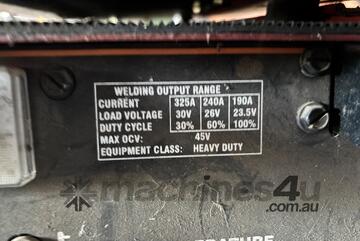 WELDING OUTPUT RANGE
CURRENT 325A 240A 190A
LOAD VOLTAGE 30V 26V 23.5V
DUTY CYCLE 30% 60% 100%
MAX OCV: 45V
EQUIPMENT CLASS: HEAVY DUTY
machines4u
.com.au